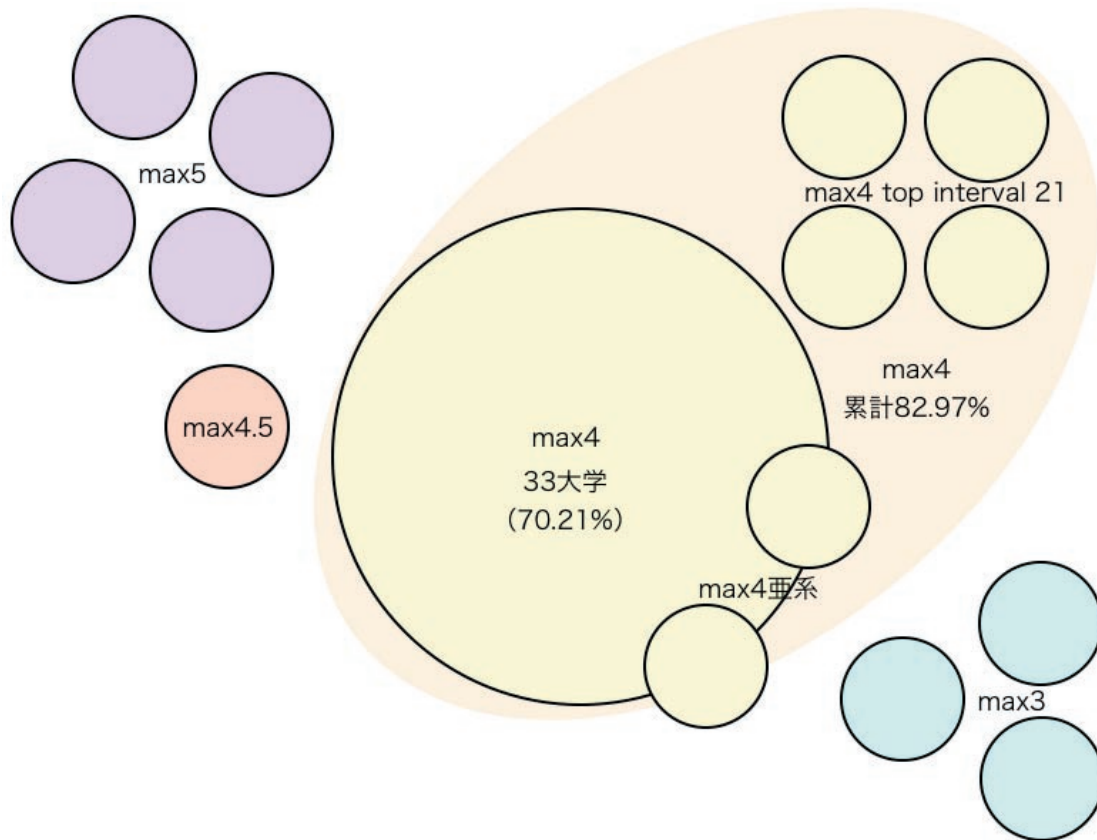 max5
max4 top interval 21
max4
累計82.97%
max4.5
max4
33大学
（70.21%）
max4亜系
max3